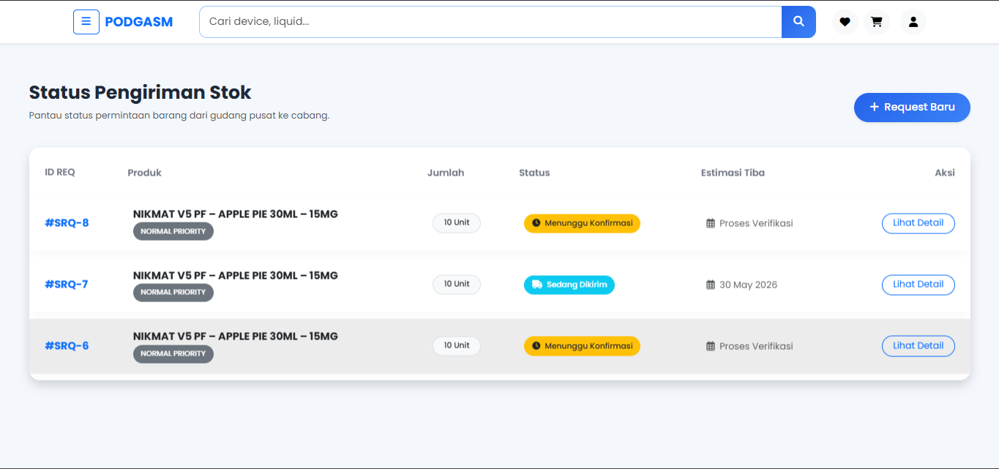 PODGASM
Cari device, liquid...
Status Pengiriman Stok
Pantau status permintaan barang dari gudang pusat ke cabang.
+ Request Baru
ID REQ Produk Jumlah Status Estimasi Tiba Aksi
#SRQ-8 NIKMAT V5 PF – APPLE PIE 30ML – 15MG 10 Unit Menunggu Konfirmasi Proses Verifikasi Lihat Detail
NORMAL PRIORITY
#SRQ-7 NIKMAT V5 PF – APPLE PIE 30ML – 15MG 10 Unit Sedang Dikirim 30 May 2026 Lihat Detail
NORMAL PRIORITY
#SRQ-6 NIKMAT V5 PF – APPLE PIE 30ML – 15MG 10 Unit Menunggu Konfirmasi Proses Verifikasi Lihat Detail
NORMAL PRIORITY